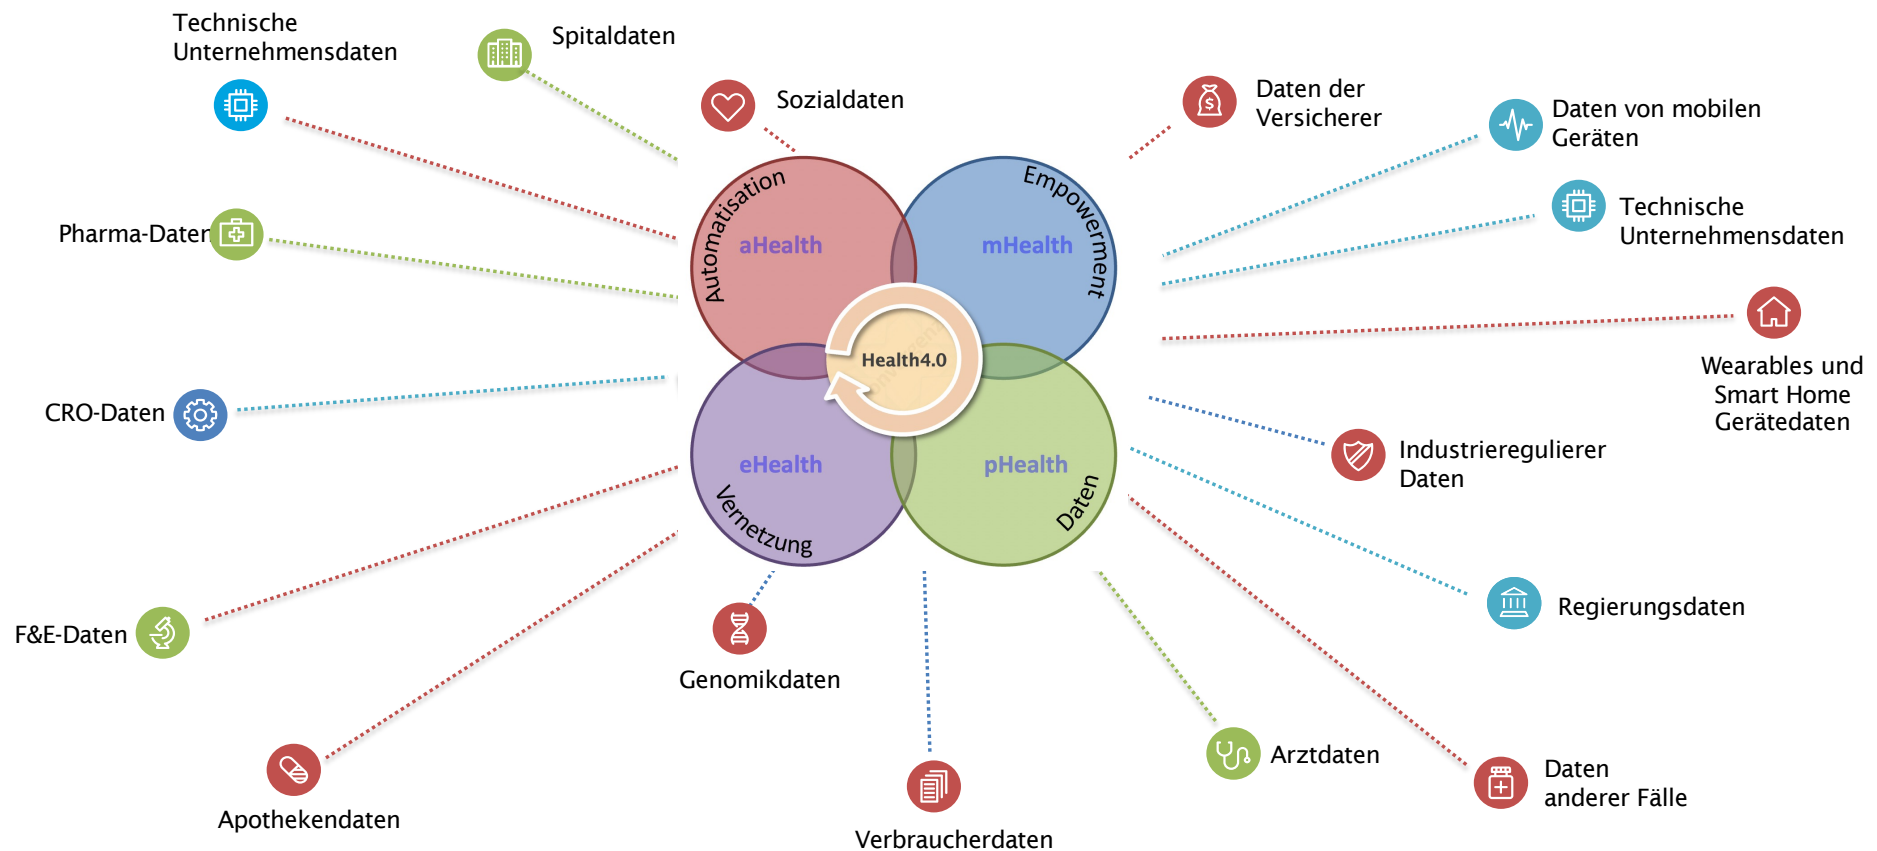 Technische
Unternehmensdaten
Spitaldaten
Sozialdaten
Daten der
Versicherer
Daten von mobilen
Geräten
Technische
Unternehmensdaten
Pharma-Daten
Automatisation
aHealth
Empowerment
mHealth
Health4.0
Wearables und
Smart Home
Gerätedaten
CRO-Daten
eHealth
Vernetzung
pHealth
Daten
Industrieregulierer
Daten
Regierungsdaten
F&E-Daten
Genomikdaten
Arztdaten
Daten
anderer Fälle
Apothekendaten
Verbraucherdaten